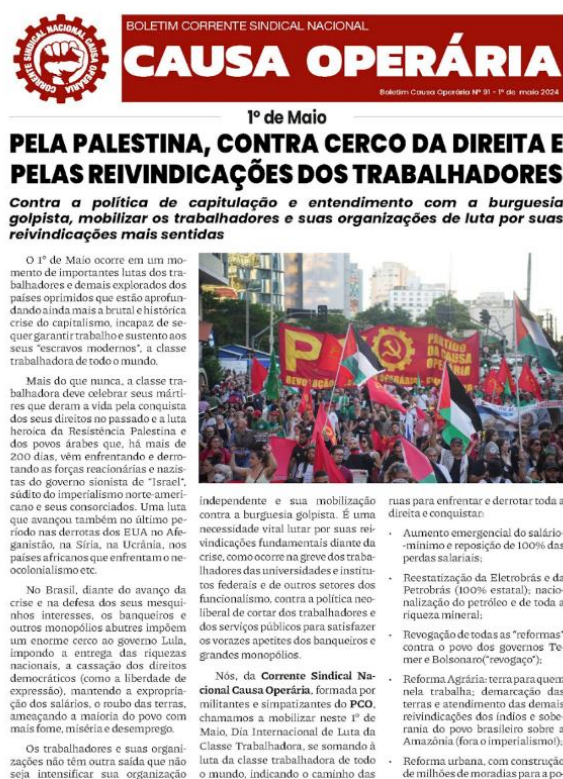 CORRENTE SINDICAL NACIONAL CAUSA OPERÁRIA
BOLETIM CORRENTE SINDICAL NACIONAL
CAUSA OPERÁRIA
Boletim Causa Operária Nº 91 - 1º de maio 2024
1º de Maio
PELA PALESTINA, CONTRA CERCO DA DIREITA E
PELAS REIVINDICAÇÕES DOS TRABALHADORES
Contra a política de capitulação e entendimento com a burguesia
golpista, mobilizar os trabalhadores e suas organizações de luta por suas
reivindicações mais sentidas
O 1º de Maio ocorre em um mo-
mento de importantes lutas dos tra-
balhadores e demais explorados dos
países oprimidos que estão aprofun-
dando ainda mais a brutal e histórica
crise do capitalismo, incapaz de se-
quer garantir trabalho e sustento aos
seus "escravos modernos", a classe
trabalhadora de todo o mundo.
Mais do que nunca, a classe tra-
balhadora deve celebrar seus márti-
res que deram a vida pela conquista
dos seus direitos no passado e a luta
heroica da Resistência Palestina e
dos povos árabes que, há mais de
200 dias, vêm enfrentando e derro-
tando as forças reacionárias e nazis-
tas do governo sionista de "Israel",
súdito do imperialismo norte-ameri-
cano e seus consorciados. Uma luta
que avançou também no último pe-
ríodo nas derrotas dos EUA no Afe-
ganistão, na Síria, na Ucrânia, nos
países africanos que enfrentam o ne-
ocolonialismo etc.
No Brasil, diante do avanço da
crise e na defesa dos seus mesqui-
nhos interesses, os banqueiros e
outros monopólios abutres impõem
um enorme cerco ao governo Lula,
impondo a entrega das riquezas
nacionais, a cassação dos direitos
democráticos (como a liberdade de
expressão), mantendo a expropria-
ção dos salários, o roubo das terras,
ameaçando a maioria do povo com
mais fome, miséria e desemprego.
Os trabalhadores e suas organi-
zações não têm outra saída que não
seja intensificar sua organização
P
REVOLUÇÃO
PARTIDO
DA CAUSA
OPERÁRIA
independente e sua mobilização
contra a burguesia golpista. É uma
necessidade vital lutar por suas rei-
vindicações fundamentais diante da
crise, como ocorre na greve dos traba-
lhadores das universidades e institu-
tos federais e de outros setores do
funcionalismo, contra a política neo-
liberal de cortar dos trabalhadores e
dos serviços públicos para satisfazer
os vorazes apetites dos banqueiros e
grandes monopólios.
Nós, da Corrente Sindical Na-
cional Causa Operária, formada por
militantes e simpatizantes do PCO,
chamamos a mobilizar neste 1º de
Maio, Dia Internacional de Luta da
Classe Trabalhadora, se somando à
luta da classe trabalhadora de todo
o mundo, indicando o caminho das
ruas para enfrentar e derrotar toda a
direita e conquistar:
· Aumento emergencial do salário-
-mínimo e reposição de 100% das
perdas salariais;
· Reestatização da Eletrobrás e da
Petrobrás (100% estatal); nacio-
nalização do petróleo e de toda a
riqueza mineral;
· Revogação de todas as "reformas"
contra o povo dos governos Te-
mer e Bolsonaro("revogaço");
· Reforma Agrária: terra para quem
nela trabalha; demarcação das
terras e atendimento das demais
reivindicações dos índios e sobe-
rania do povo brasileiro sobre a
Amazônia (fora o imperialismo!);
· Reforma urbana, com construção
de milhões de moradias para a po-